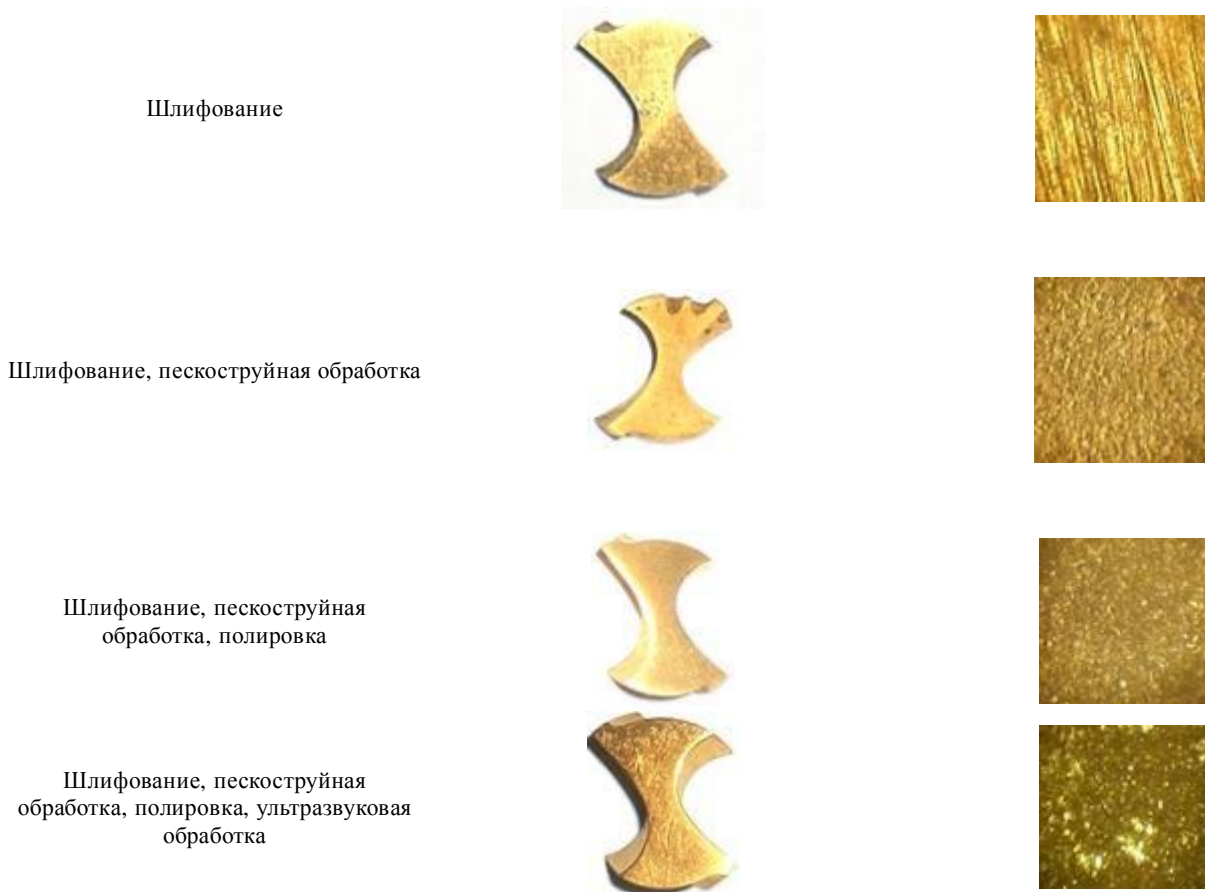 Шлифование
Шлифование, пескоструйная обработка
Шлифование, пескоструйная
обработка, полировка
Шлифование, пескоструйная
обработка, полировка, ультразвуковая
обработка